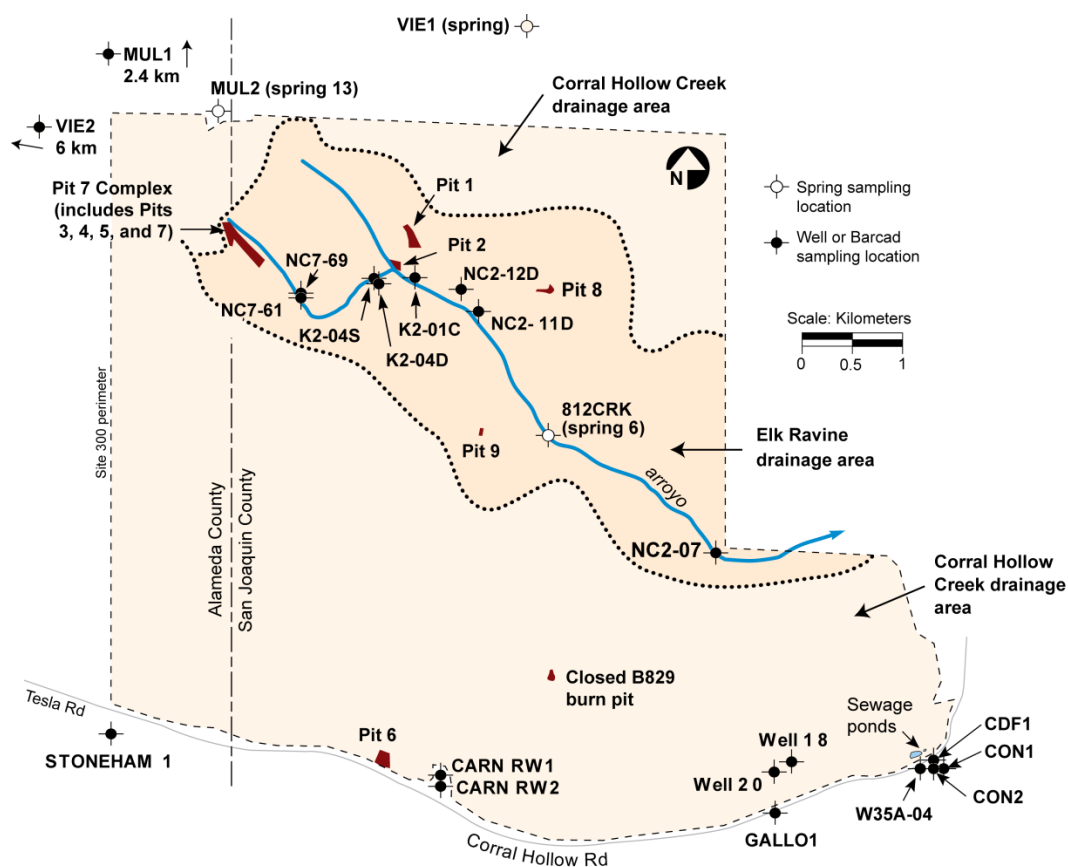 VIE1 (spring)
MUL1
2.4 km
MUL2 (spring 13)
Corral Hollow Creek
drainage area
VIE2
6 km
N
Spring sampling
location
Well or Barcad
sampling location
Scale: Kilometers
0 0.5 1
Pit 7 Complex
(includes Pits
3, 4, 5, and 7)
Pit 1
Pit 2
NC7-69
NC2-12D
Pit 8
NC7-61
K2-04S
K2-01C
NC2- 11D
K2-04D
812CRK
(spring 6)
Pit 9
Elk Ravine
drainage area
arroyo
Site 300 perimeter
Alameda County
San Joaquin County
NC2-07
Corral Hollow
Creek drainage
area
Closed B829
burn pit
Tesla Rd
STONEHAM 1
Pit 6
CARN RW1
CARN RW2
Well 18
Well 20
Sewage
ponds
CDF1
CON1
CON2
W35A-04
GALLO1
Corral Hollow Rd